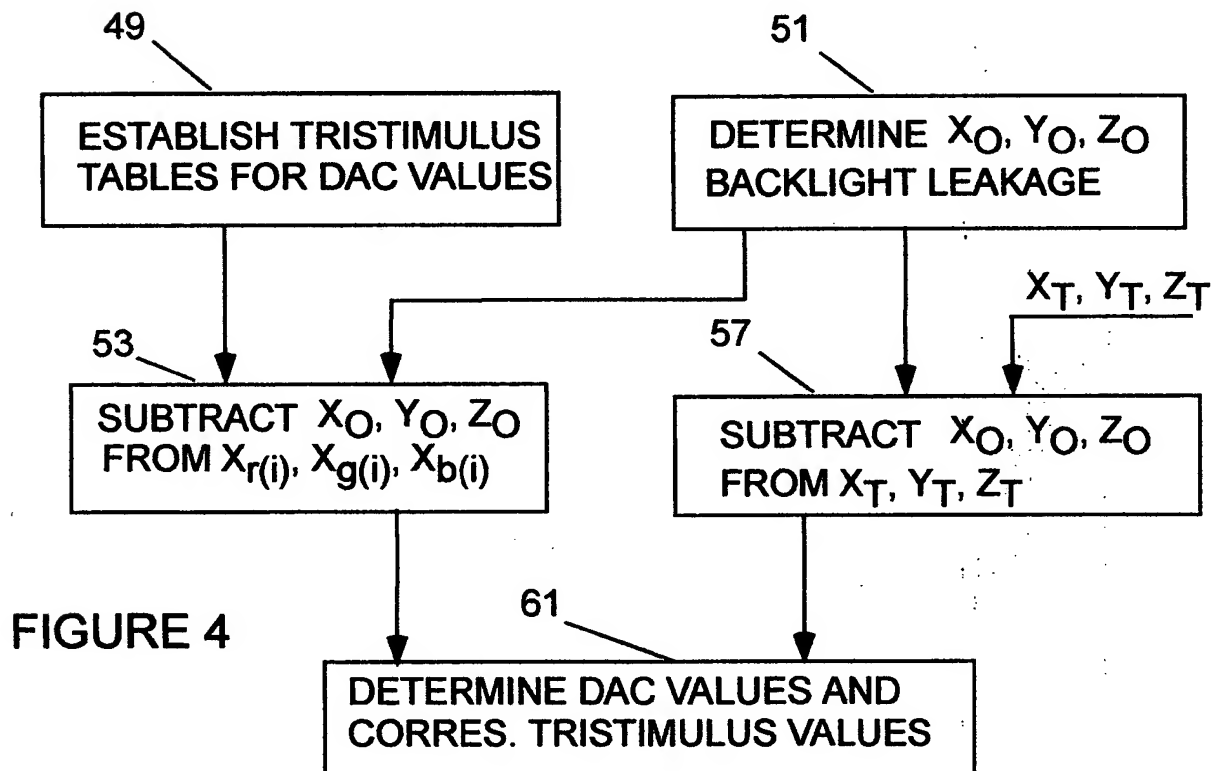 49
51
ESTABLISH TRISTIMULUS
TABLES FOR DAC VALUES
DETERMINE XO, YO, ZO
BACKLIGHT LEAKAGE
XT, YT, ZT
53
57
SUBTRACT XO, YO, ZO
FROM Xr(i), Xg(i), Xb(i)
SUBTRACT XO, YO, ZO
FROM XT, YT, ZT
FIGURE 4
61
DETERMINE DAC VALUES AND
CORRES. TRISTIMULUS VALUES